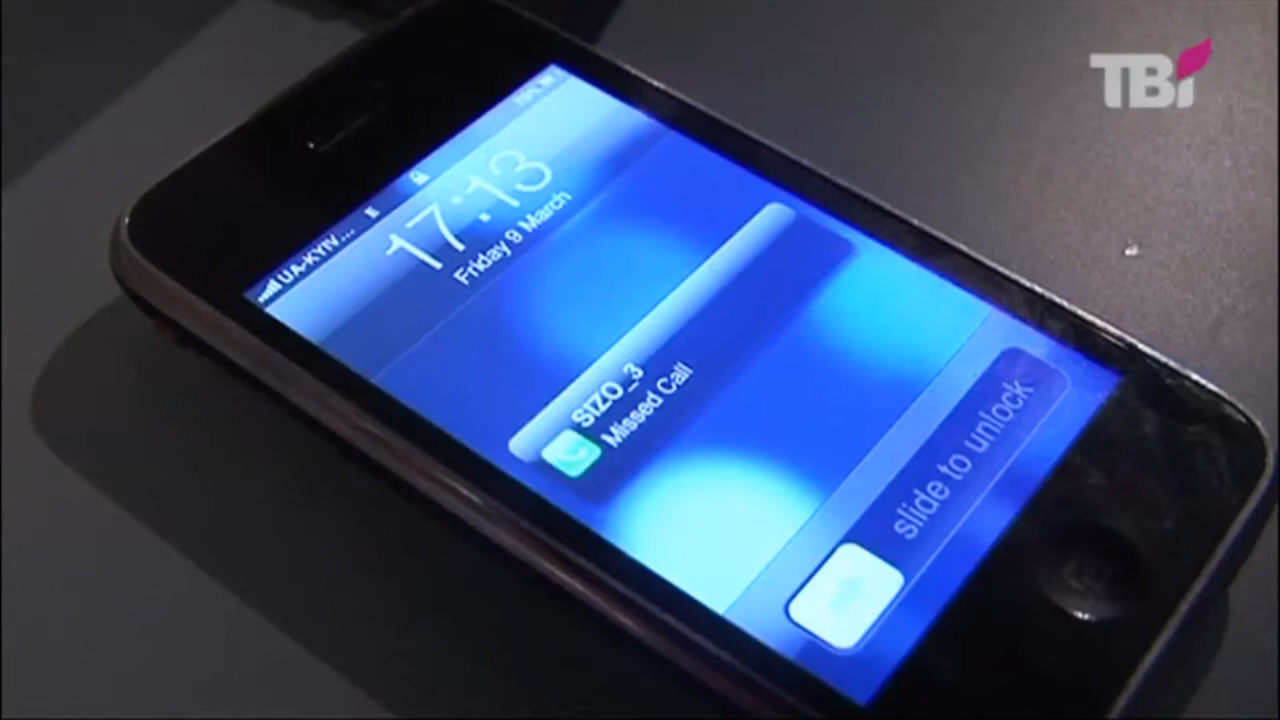 ТВі
UA-KYIV... E
17:13
Friday 9 March
SIZO_3
Missed Call
slide to unlock